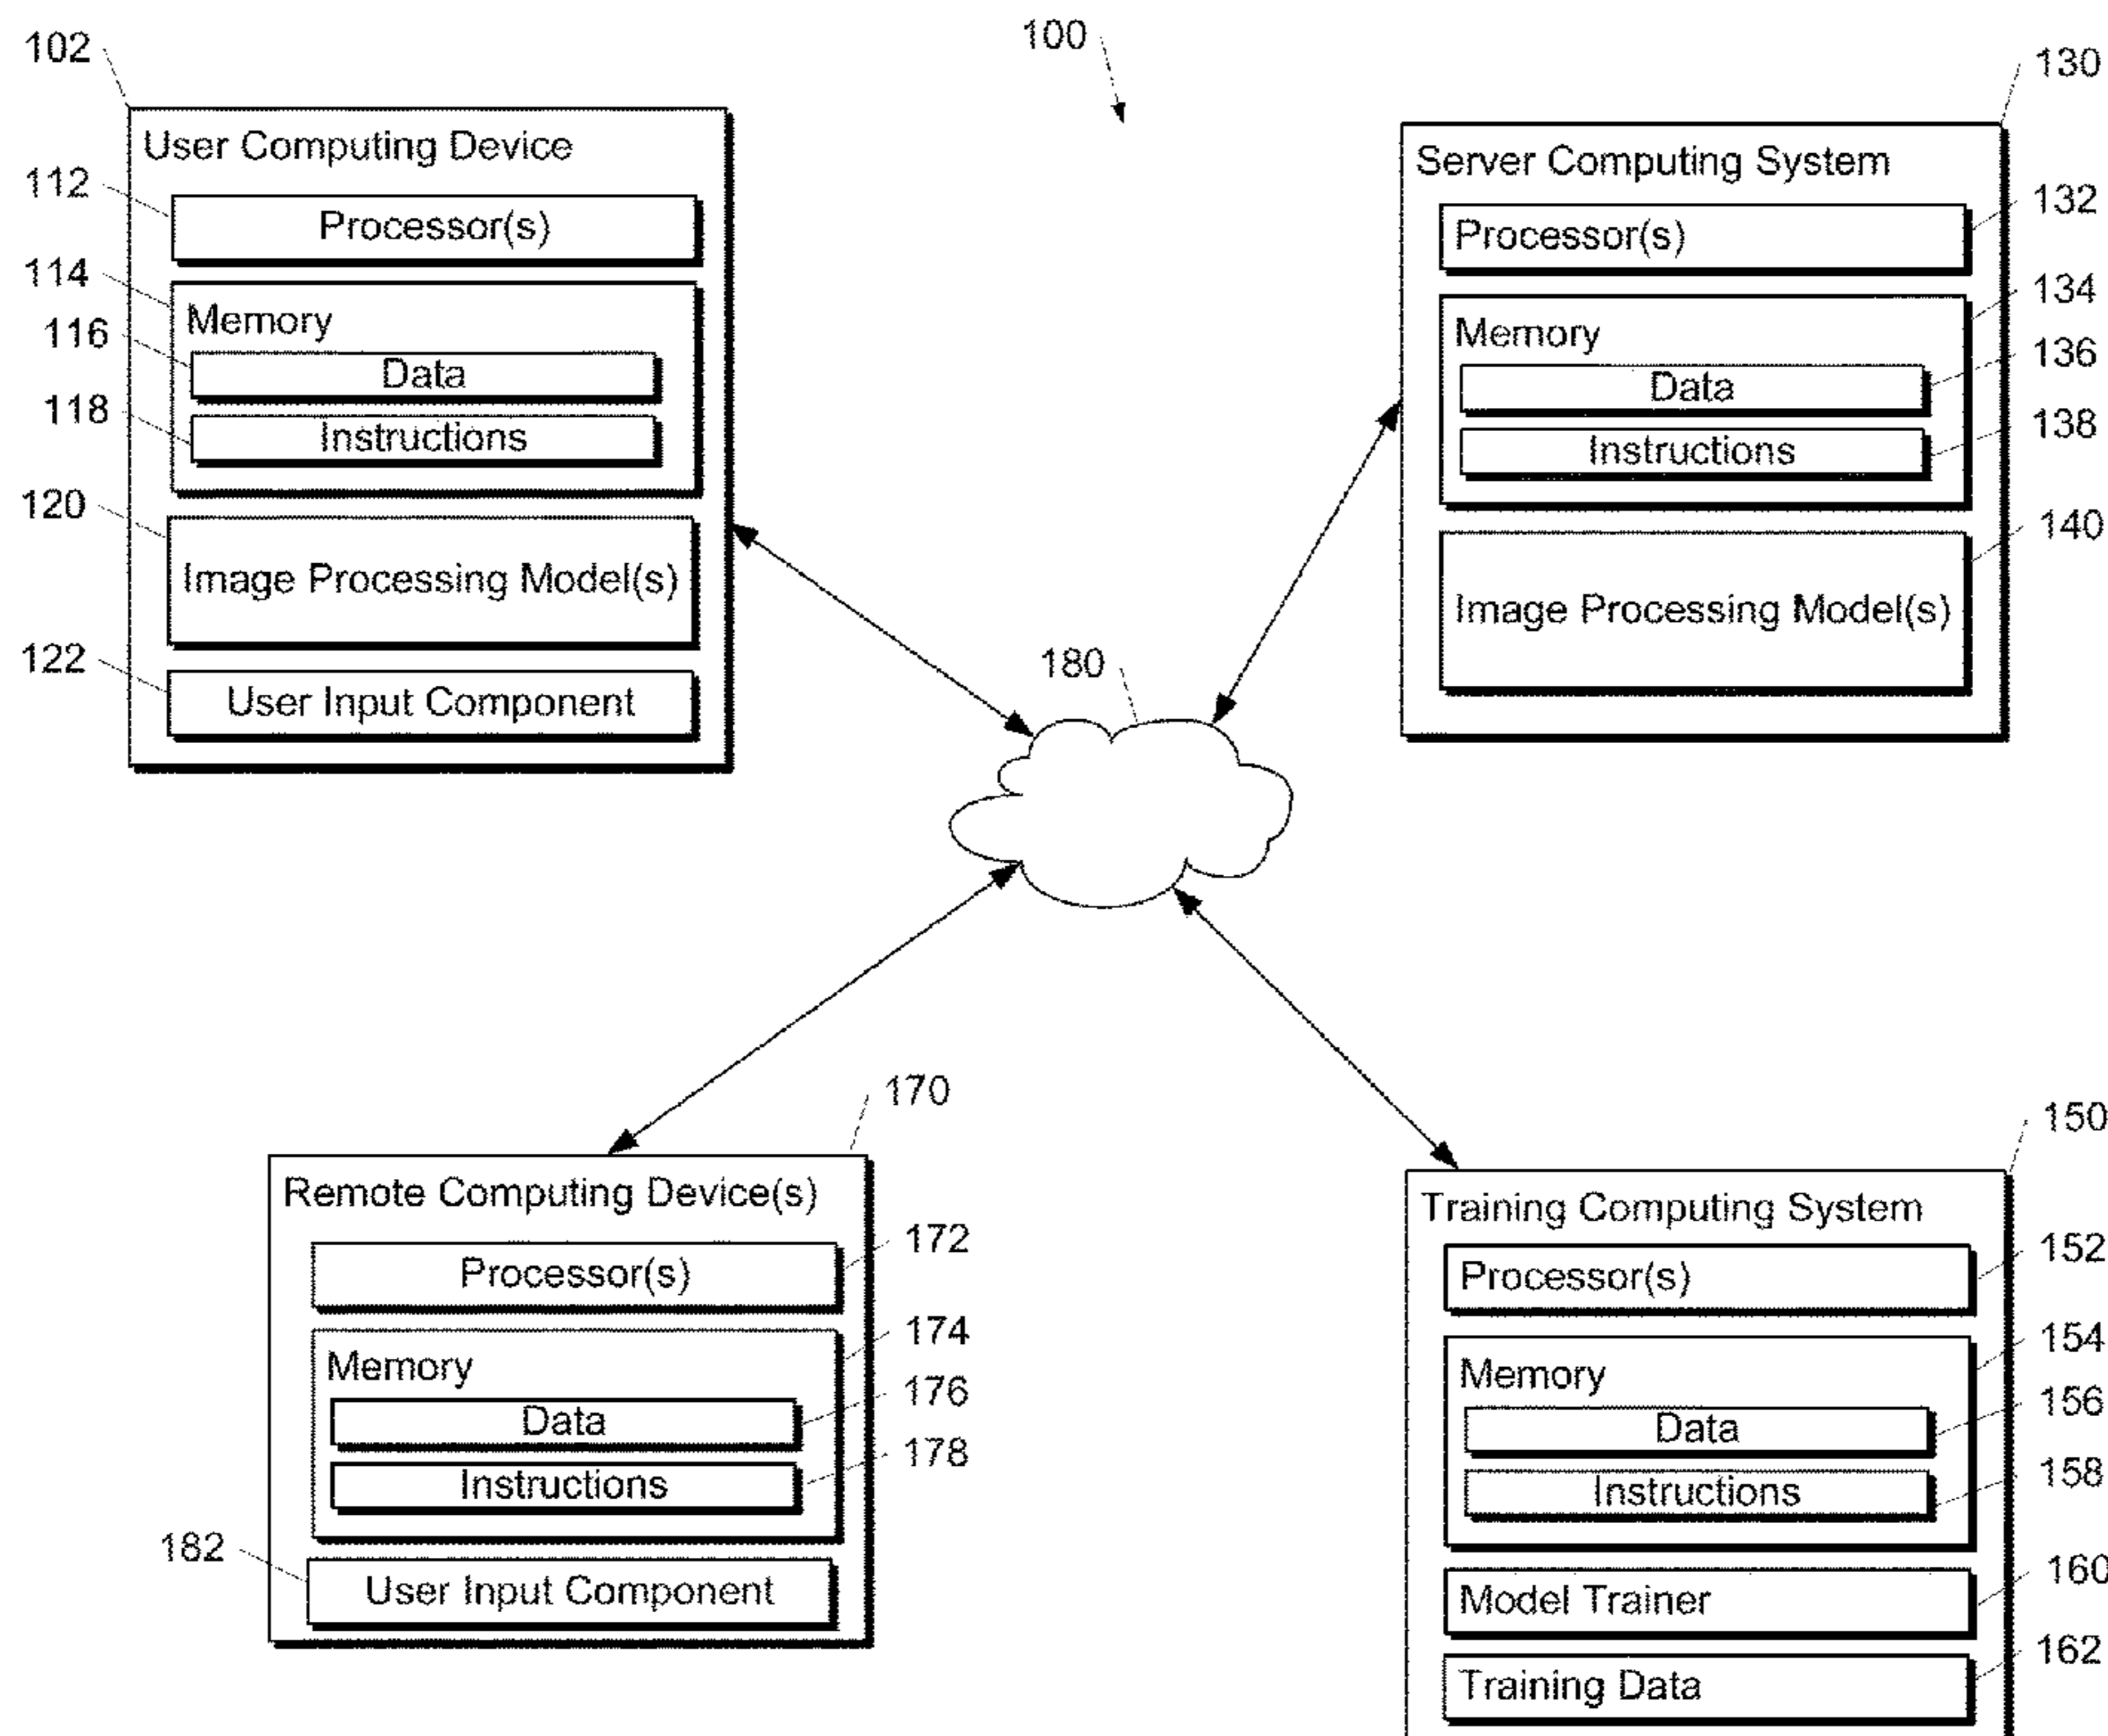 100
102
User Computing Device
112
Processor(s)
114
Memory
116
Data
118
Instructions
120
Image Processing Model(s)
122
User Input Component
130
Server Computing System
132
Processor(s)
134
Memory
136
Data
138
Instructions
140
Image Processing Model(s)
180
170
Remote Computing Device(s)
172
Processor(s)
174
Memory
176
Data
178
Instructions
182
User Input Component
150
Training Computing System
152
Processor(s)
154
Memory
156
Data
158
Instructions
160
Model Trainer
162
Training Data